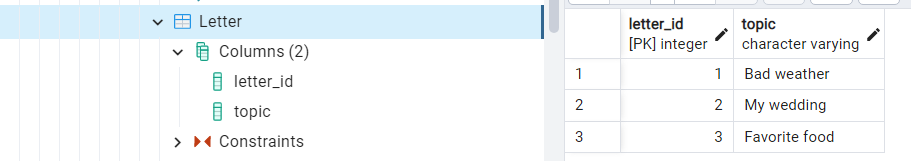 Letter
Columns (2)
letter_id
topic
Constraints
letter_id
[PK] integer
topic
character varying
1 1 Bad weather
2 2 My wedding
3 3 Favorite food